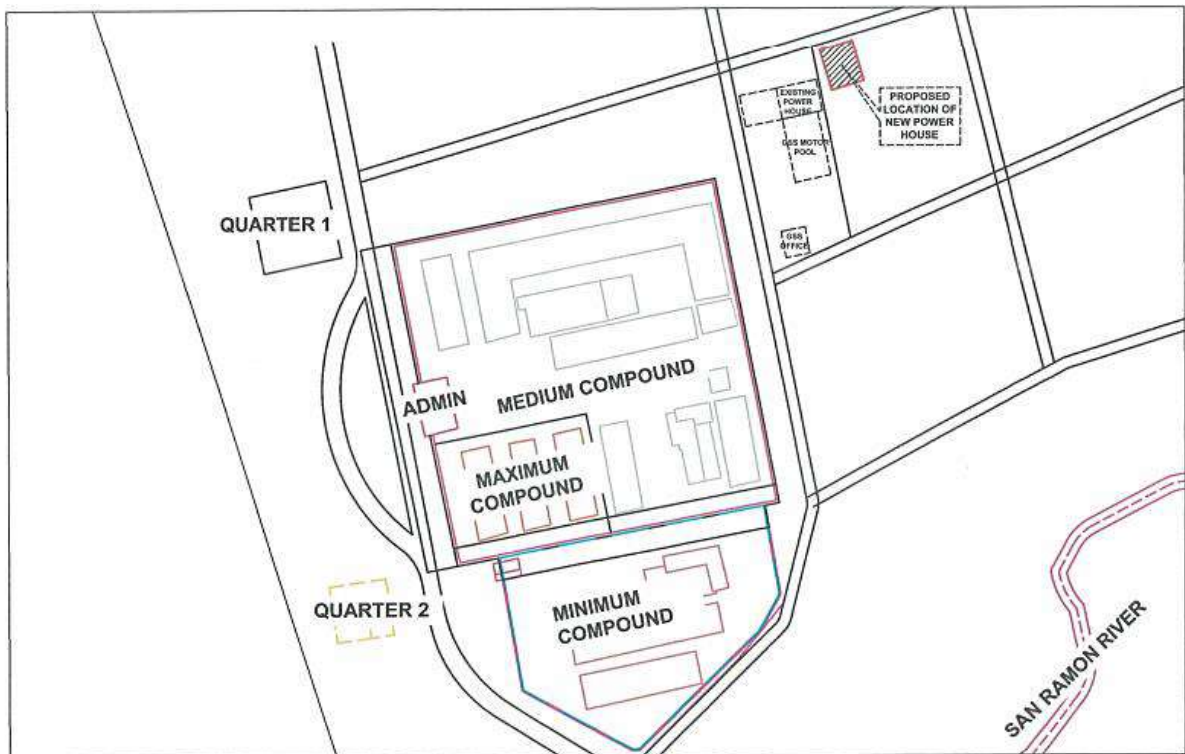 EXISTING
POWER
HOUSE
PROPOSED
LOCATION OF
NEW POWER
HOUSE
GSS MOTOR
POOL
QUARTER 1
GSS
OFFICE
ADMIN
MEDIUM COMPOUND
MAXIMUM
COMPOUND
QUARTER 2
MINIMUM
COMPOUND
SAN RAMON RIVER